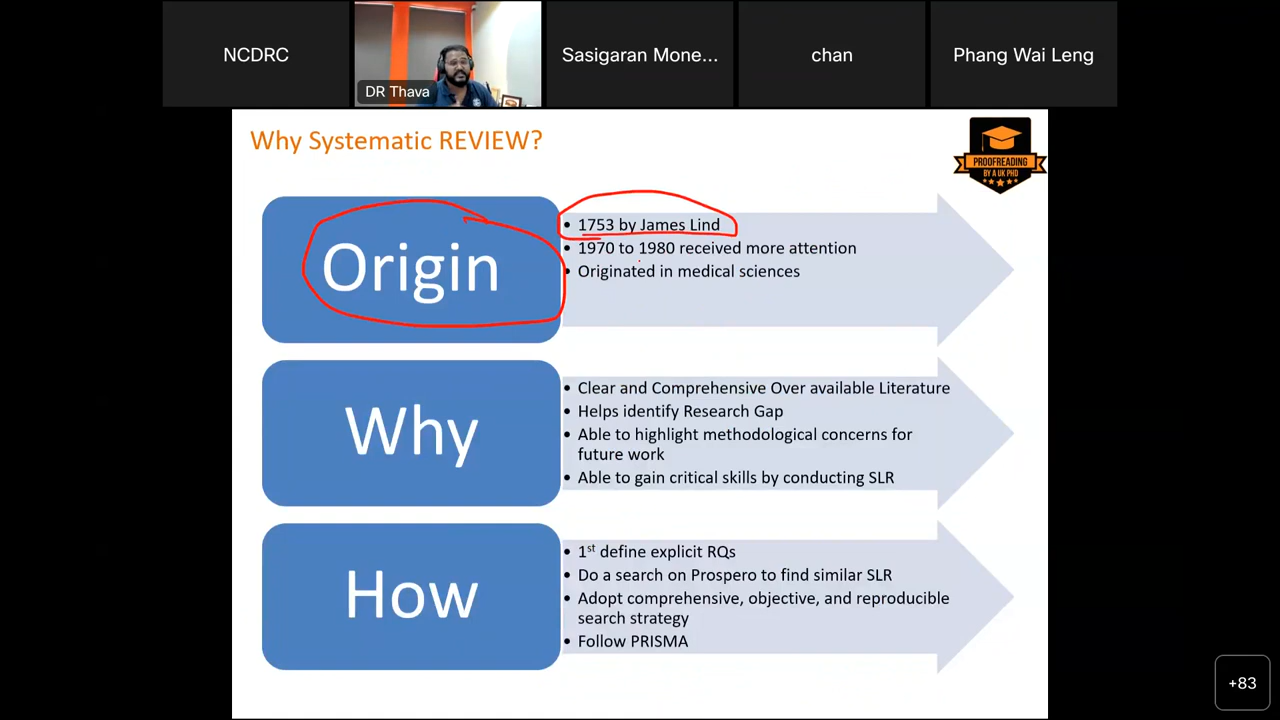 NCDRC
DR Thava
Sasigaran Mone...
chan
Phang Wai Leng
Why Systematic REVIEW?
PROOFREADING
BY A UK PHD
Origin
• 1753 by James Lind
• 1970 to 1980 received more attention
• Originated in medical sciences
Why
• Clear and Comprehensive Over available Literature
• Helps identify Research Gap
• Able to highlight methodological concerns for
future work
• Able to gain critical skills by conducting SLR
How
• 1st define explicit RQs
• Do a search on Prospero to find similar SLR
• Adopt comprehensive, objective, and reproducible
search strategy
• Follow PRISMA
+83